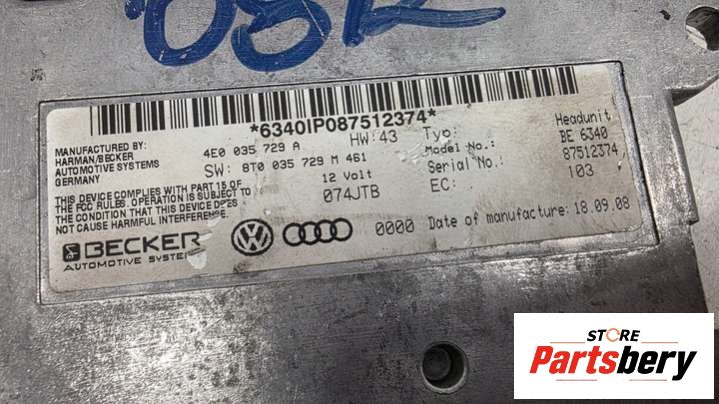 08R
*6340IP087512374*
MANUFACTURED BY:
HARMAN/BECKER
AUTOMOTIVE SYSTEMS
GERMANY
4E0 035 729 A HW:43
SW: 8T0 035 729 M 461
12 Volt
074JTB
Typ: Headunit
Model No.: BE 6340
Serial No.: 87512374
EC: 103
THIS DEVICE COMPLIES WITH PART 15 OF
THE FCC RULES. OPERATION IS SUBJECT TO
THE CONDITION THAT THIS DEVICE DOES
NOT CAUSE HARMFUL INTERFERENCE.
BECKER
AUTOMOTIVE SYSTEMS
0000 Date of manufacture: 18.09.08
STORE
Partsbery